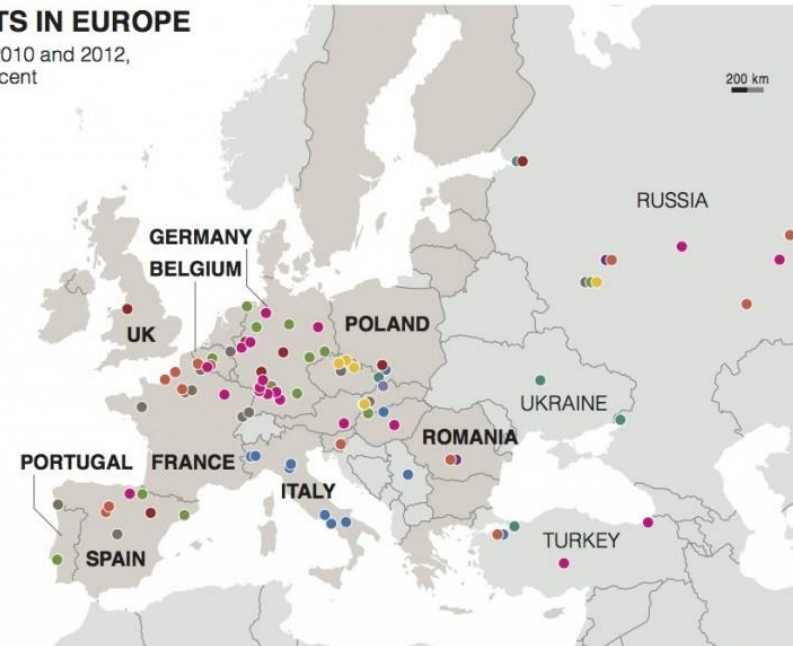 TS IN EUROPE
2010 and 2012,
cent
200 km
RUSSIA
GERMANY
BELGIUM
UK
POLAND
UKRAINE
ROMANIA
PORTUGAL
FRANCE
ITALY
SPAIN
TURKEY